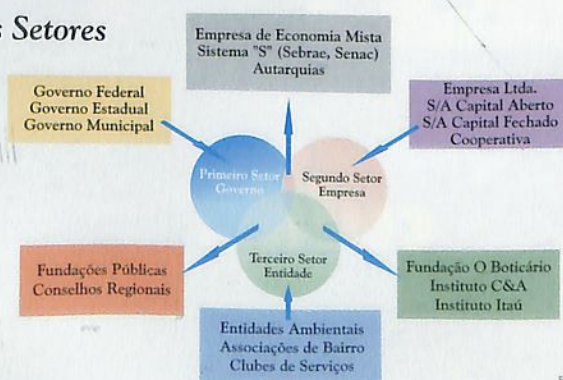 s Setores
Empresa de Economia Mista
Sistema "S" (Sebrae, Senac)
Autarquias
Governo Federal
Governo Estadual
Governo Municipal
Empresa Ltda.
S/A Capital Aberto
S/A Capital Fechado
Cooperativa
Primeiro Setor
Governo
Segundo Setor
Empresa
Terceiro Setor
Entidade
Fundações Públicas
Conselhos Regionais
Fundação O Boticário
Instituto C&A
Instituto Itaú
Entidades Ambientais
Associações de Bairro
Clubes de Serviços